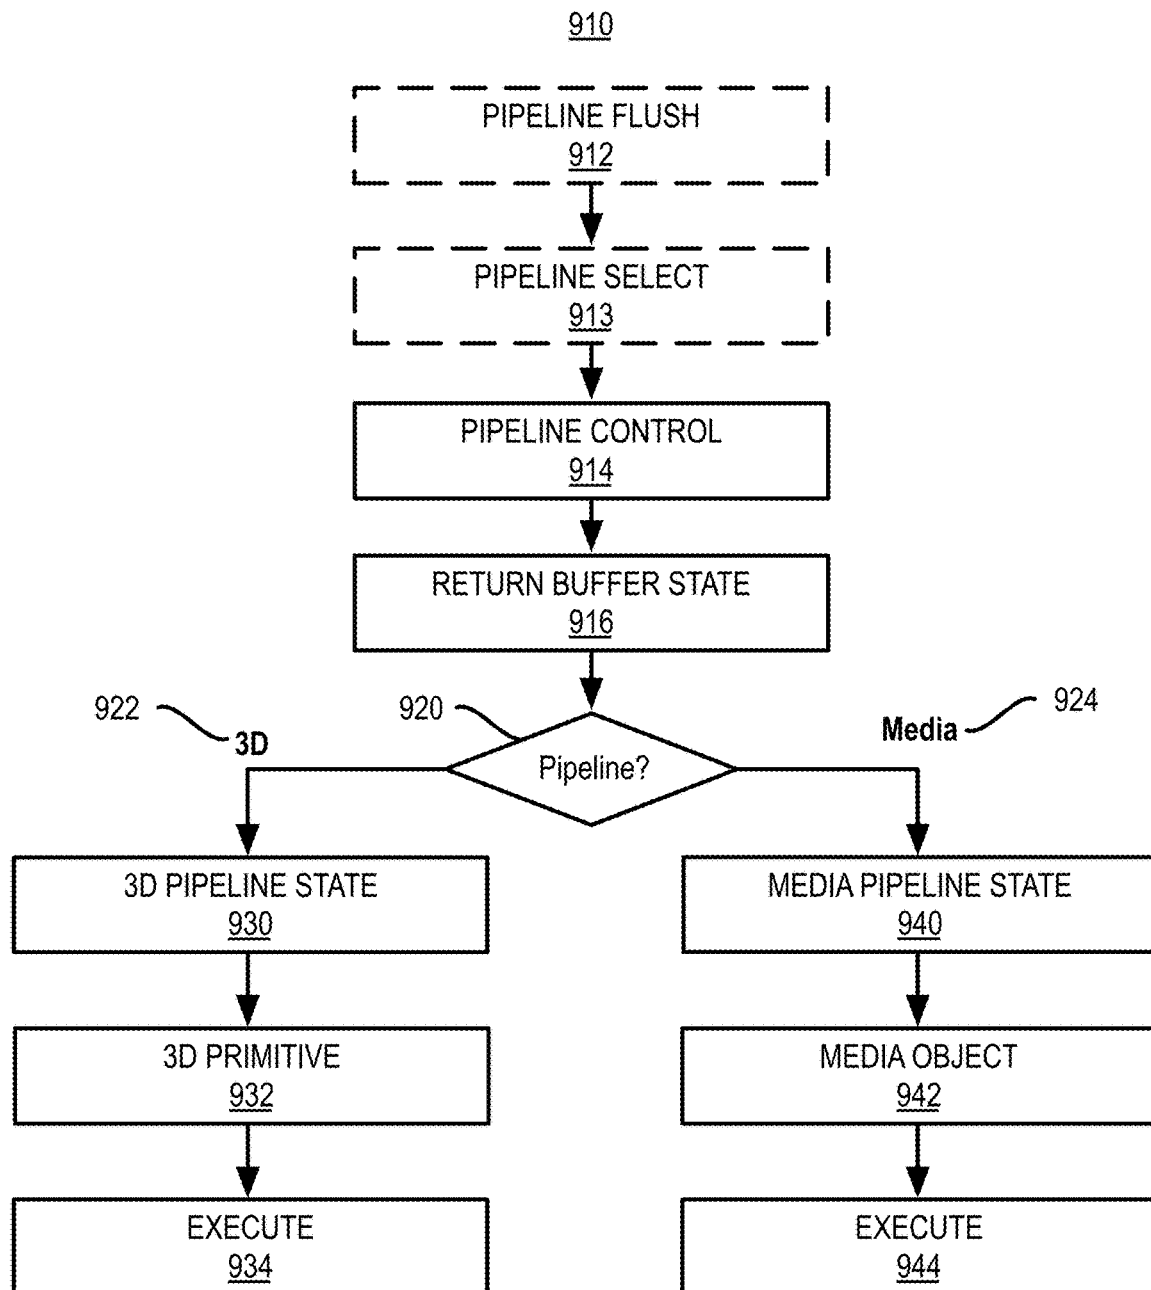 910
PIPELINE FLUSH
912
PIPELINE SELECT
913
PIPELINE CONTROL
914
RETURN BUFFER STATE
916
922
3D
920
Pipeline?
Media
924
3D PIPELINE STATE
930
MEDIA PIPELINE STATE
940
3D PRIMITIVE
932
MEDIA OBJECT
942
EXECUTE
934
EXECUTE
944